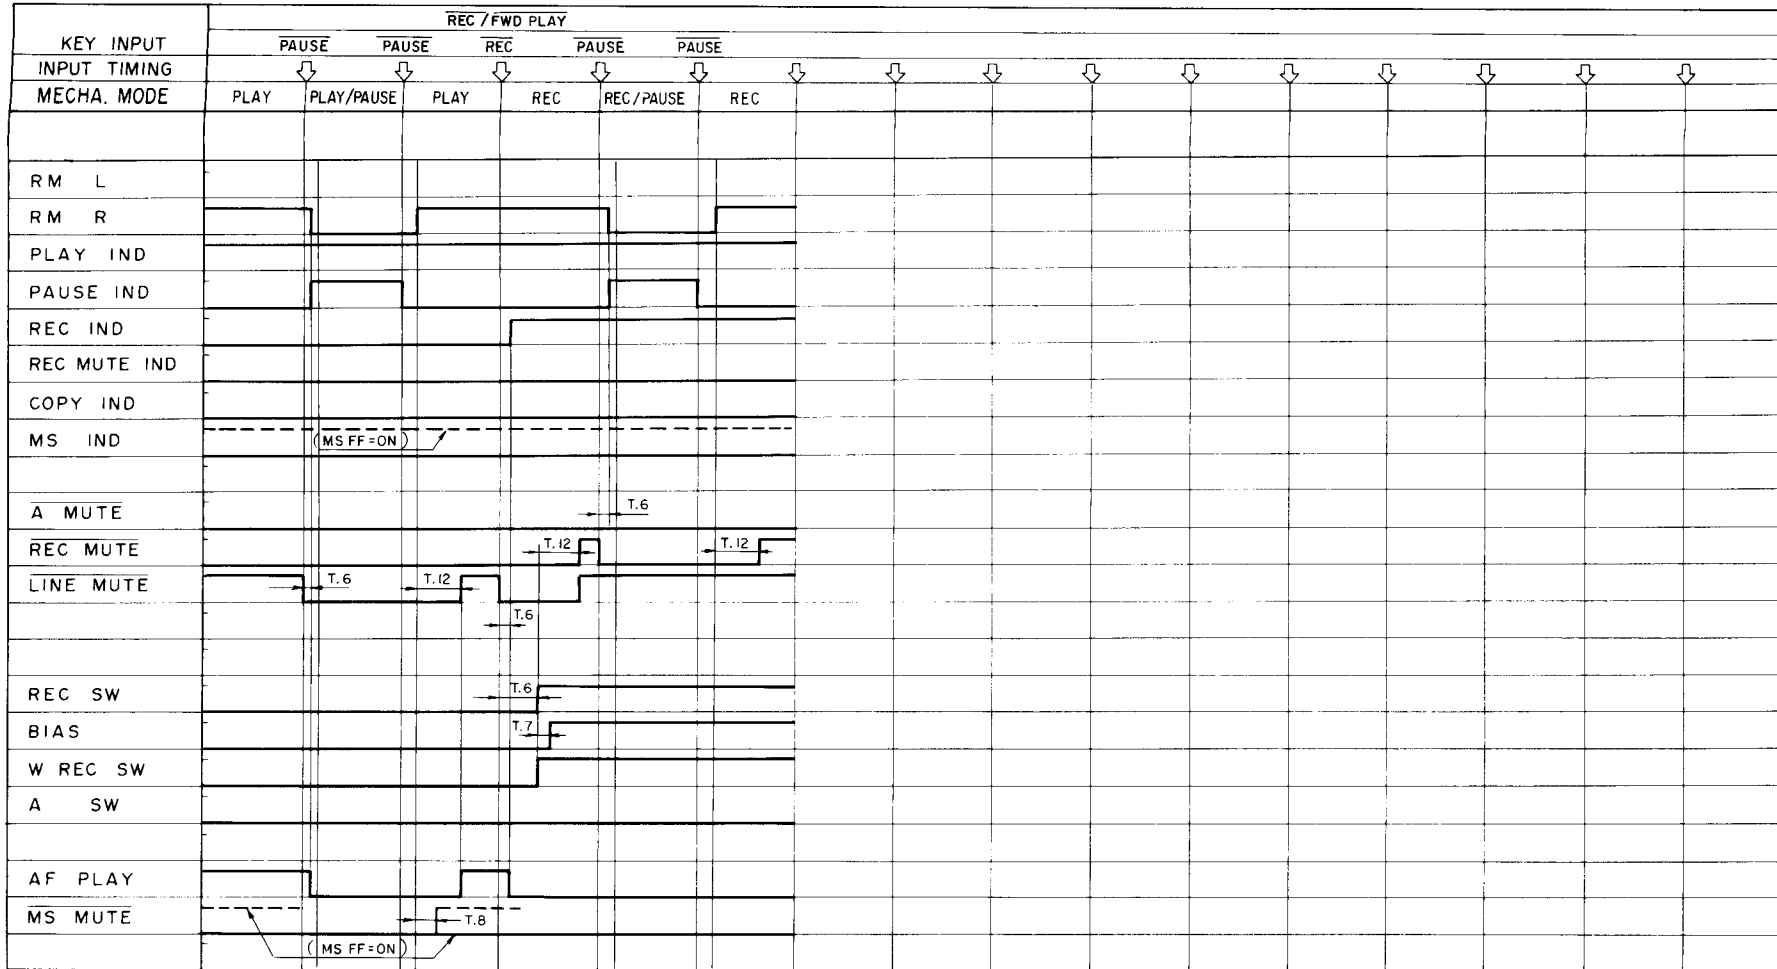 REC / FWD PLAY
KEY INPUT PAUSE PAUSE REC PAUSE PAUSE
INPUT TIMING
MECHA. MODE PLAY PLAY/PAUSE PLAY REC REC/PAUSE REC
RM L
RM R
PLAY IND
PAUSE IND
REC IND
REC MUTE IND
COPY IND
MS IND (MS FF=ON)
A MUTE T.6
REC MUTE T.12 T.12
LINE MUTE T.6 T.12
T.6
REC SW T.6
BIAS T.7
W REC SW
A SW
AF PLAY
MS MUTE T.8
(MS FF=ON)